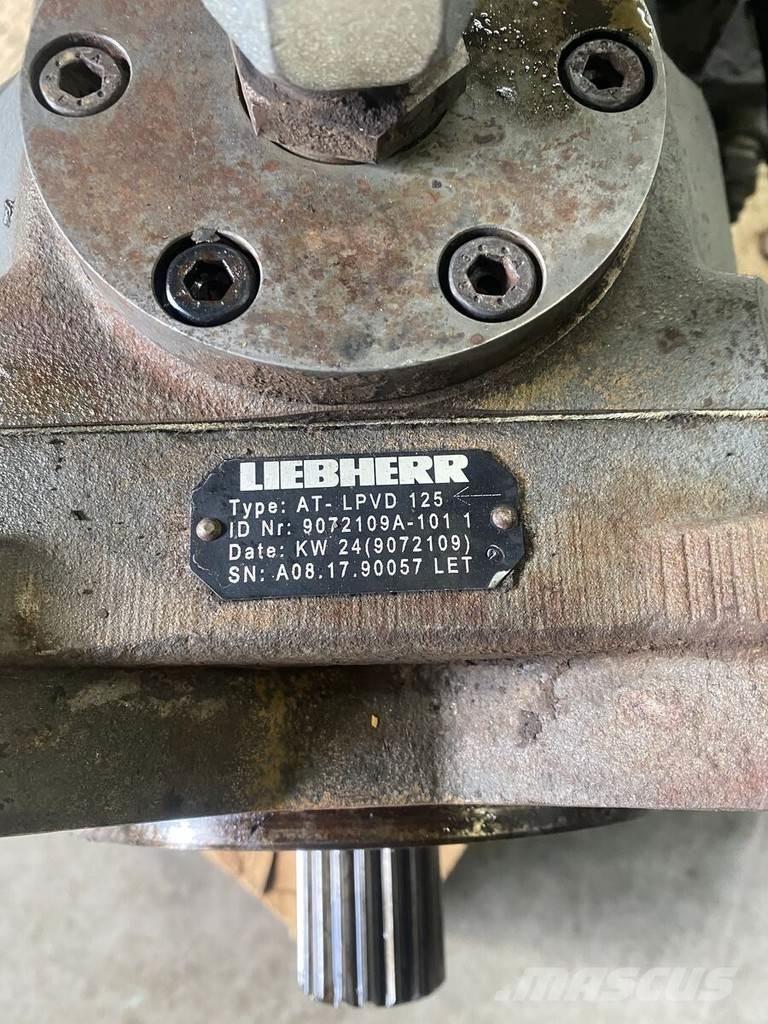 LIEBHERR
Type: AT- LPVD 125
ID Nr: 9072109A-101 1
Date: KW 24(9072109)
SN: A08.17.90057 LET
MASCUS